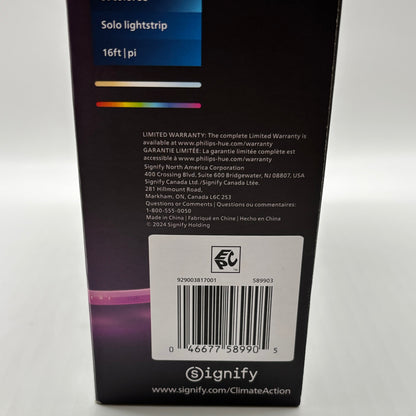 Solo lightstrip
16ft | pi
LIMITED WARRANTY: The complete Limited Warranty is
available at www.philips-hue.com/warranty
GARANTIE LIMITÉE: La garantie limitée complète est
accessible à www.philips-hue.com/warranty
Signify North America Corporation
400 Crossing Blvd, Suite 600 Bridgewater, NJ 08807, USA
Signify Canada Ltd./Signify Canada Ltée.
281 Hillmount Road,
Markham, ON, Canada L6C 2S3
Questions or Comments | Questions ou commentaires:
1-800-555-0050
Made in China | Fabriqué en Chine | Hecho en China
© 2024 Signify Holding
EPC
929003817001 589903
0 46677 58990 5
Signify
www.signify.com/ClimateAction